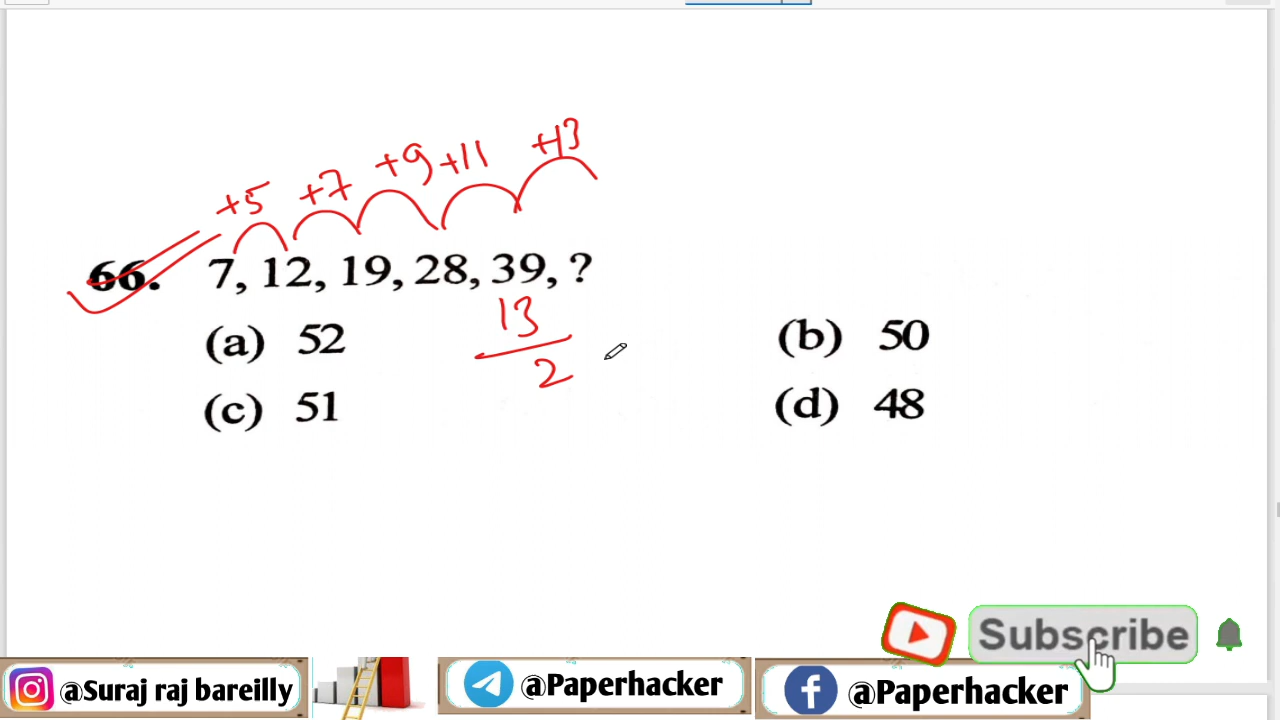 +5 +7 +9 +11 +13
66. 7, 12, 19, 28, 39, ?
13
(a) 52 (b) 50
2
(c) 51 (d) 48
Subscribe
@Suraj raj bareilly @Paperhacker @Paperhacker